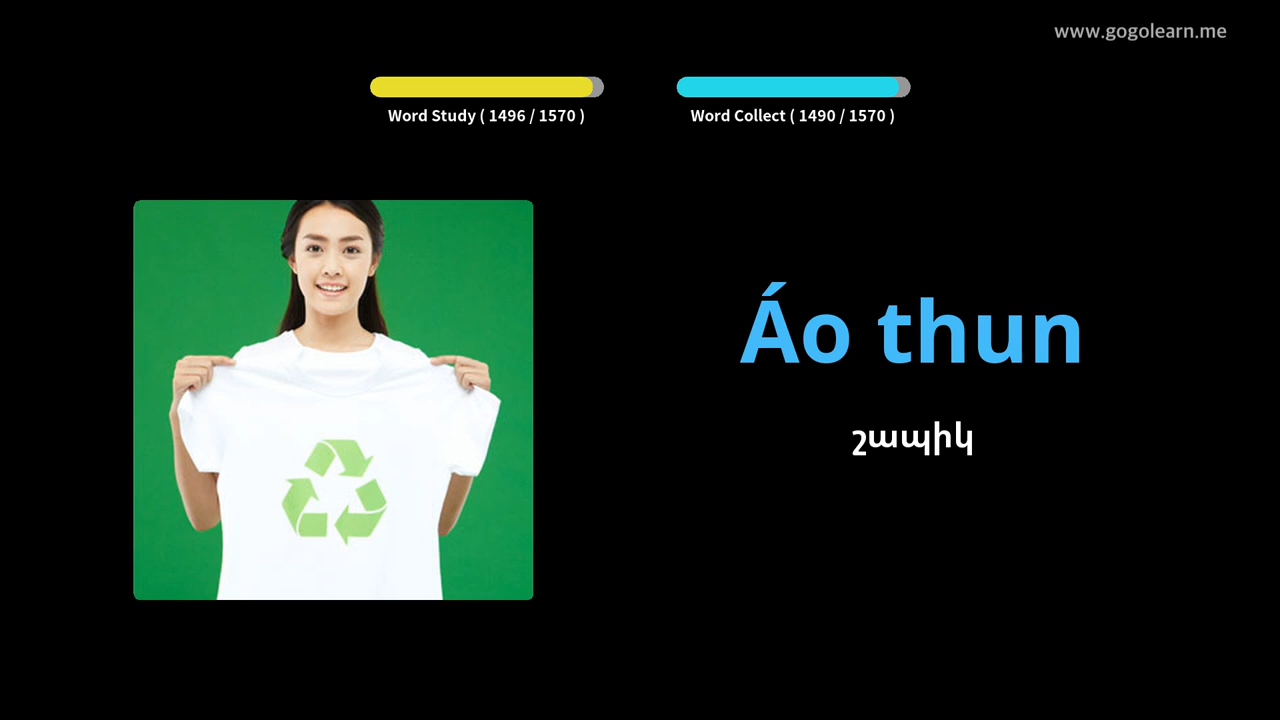 www.gogolearn.me
Word Study ( 1496 / 1570 )
Word Collect ( 1490 / 1570 )
Áo thun
շապիկ